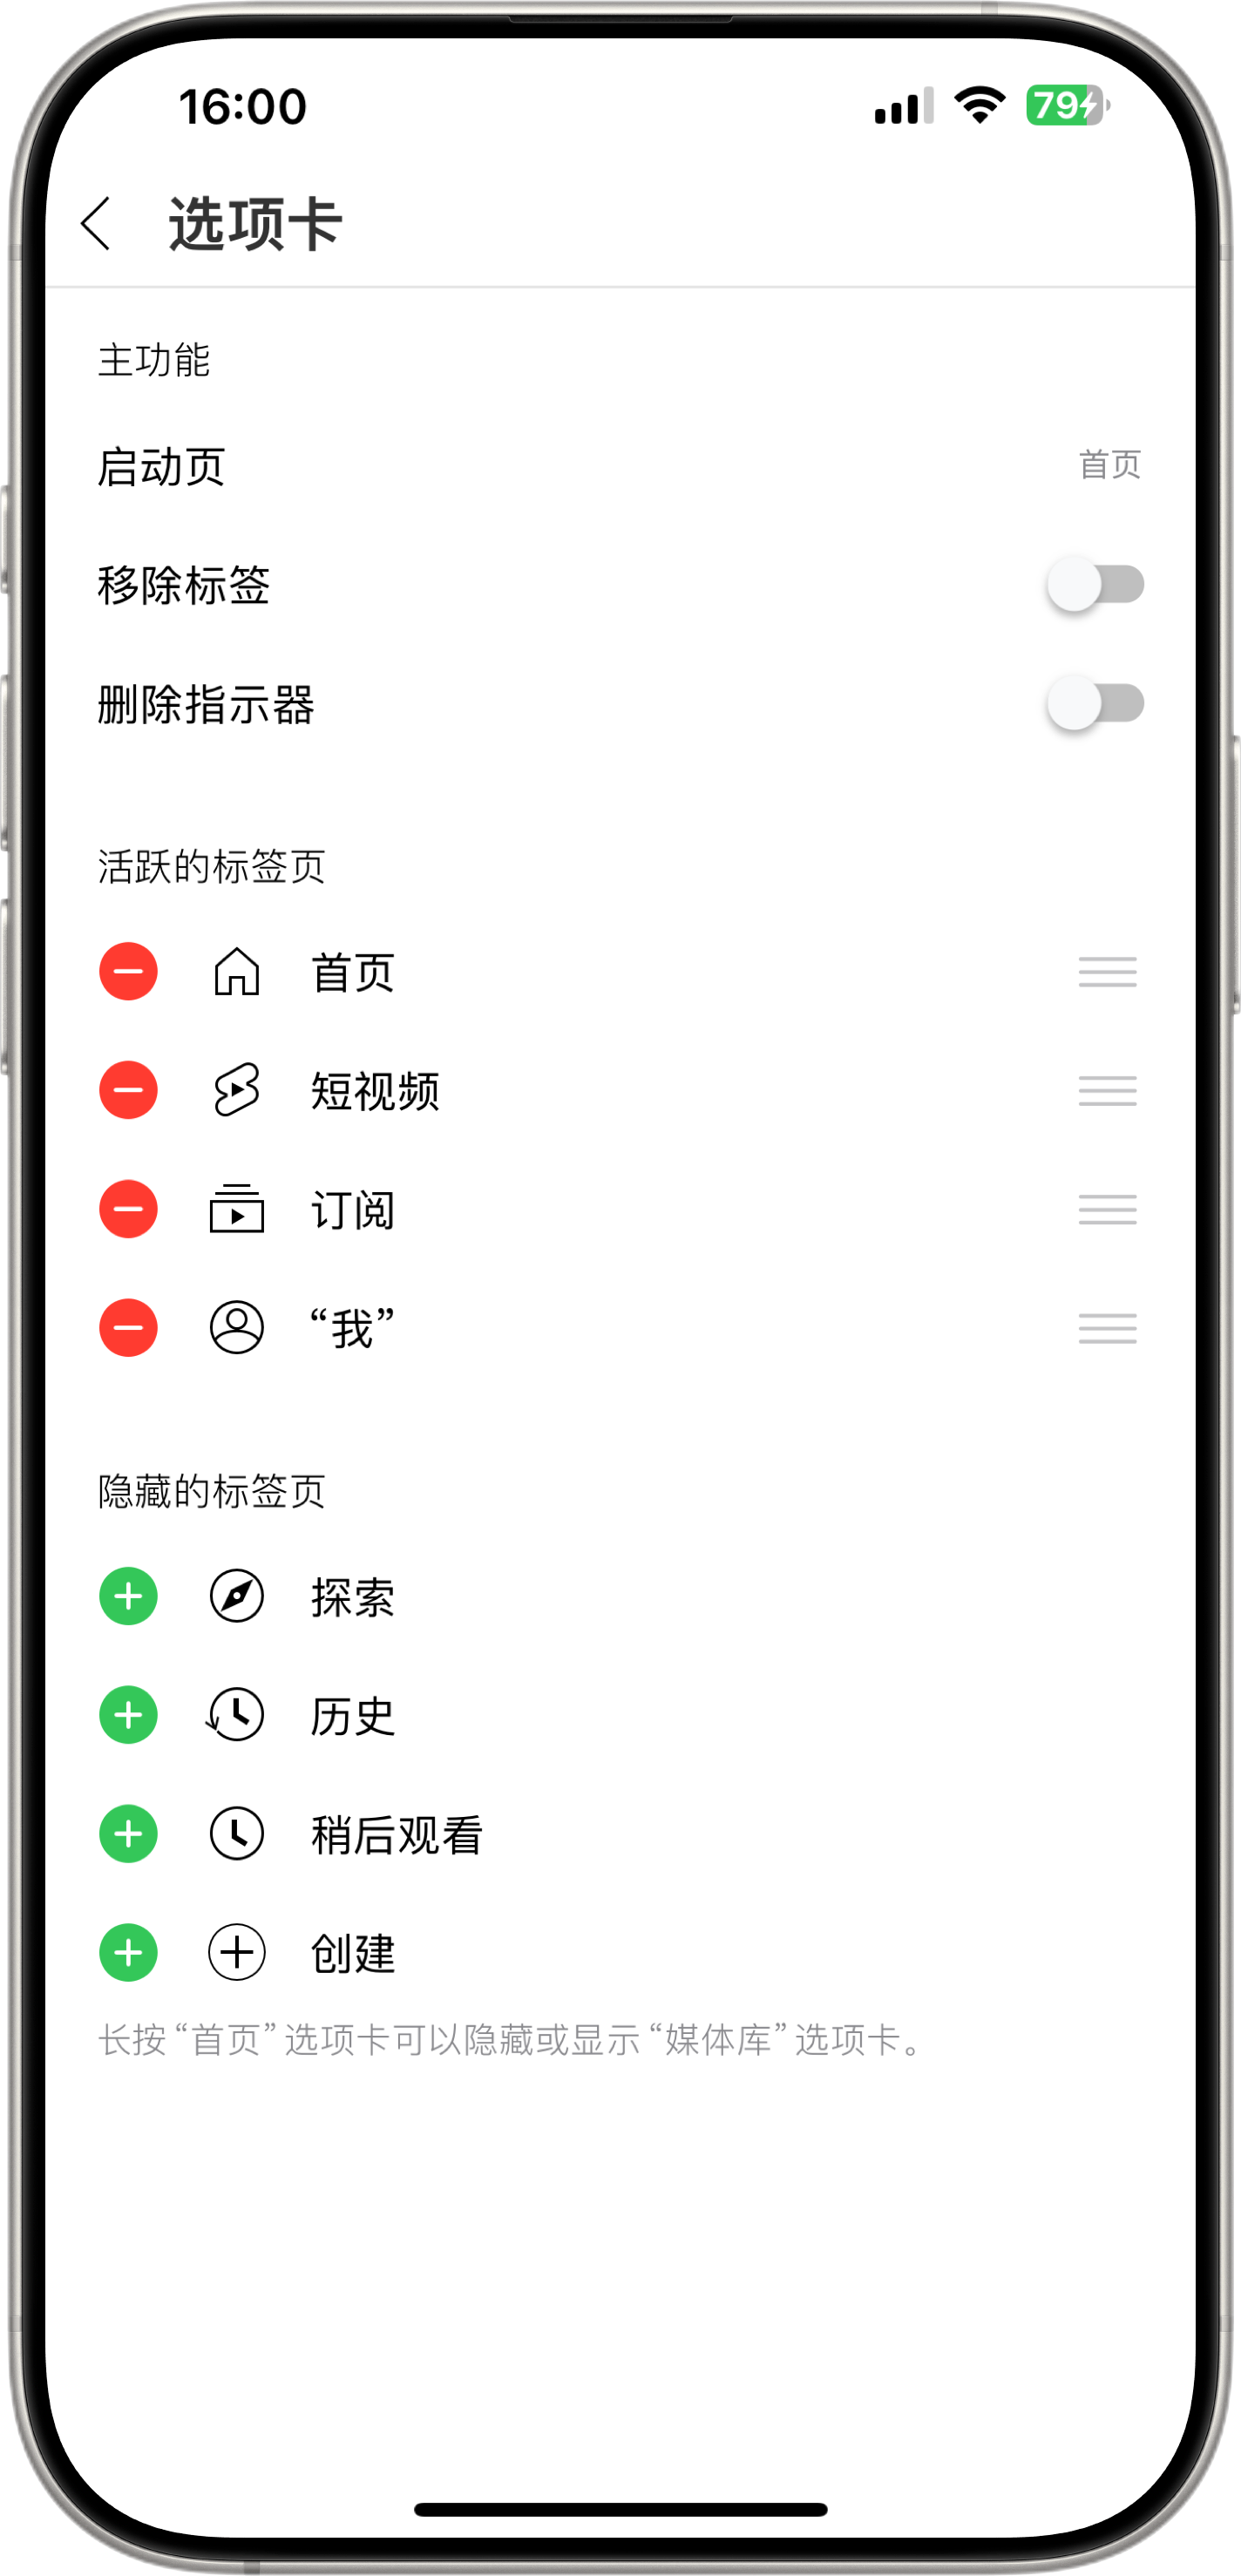 16:00
79
选项卡
主功能
启动页
首页
移除标签
删除指示器
活跃的标签页
首页
短视频
订阅
“我”
隐藏的标签页
探索
历史
稍后观看
创建
长按 “首页” 选项卡可以隐藏或显示 “媒体库” 选项卡。